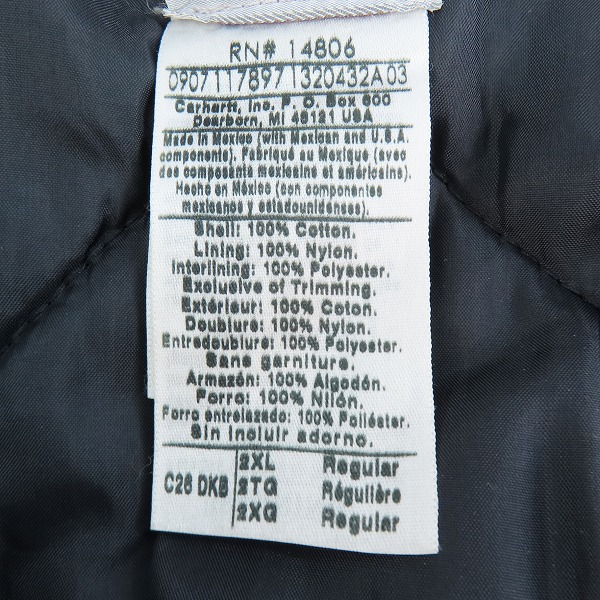 RN# 14806
09071178971320432A03
Carhartt, Inc. P. O. Box 600
Dearborn, MI 48121 USA
Made in Mexico (with Mexican and U.S.A.
components). Fabriqué au Mexique (avec
des composants mexicains et américains).
Hecho en México (con componentes
mexicanos y estadounidenses).
Shell: 100% Cotton.
Lining: 100% Nylon.
Interlining: 100% Polyester.
Exclusive of Trimming.
Extérieur: 100% Coton.
Doublure: 100% Nylon.
Entredoublure: 100% Polyester.
Sans garniture.
Armazón: 100% Algodón.
Forro: 100% Nilón.
Forro entrelazado: 100% Poliéster.
Sin incluir adorno.
2XL Regular
C26 DKB 2TG Régulière
2XG Regular